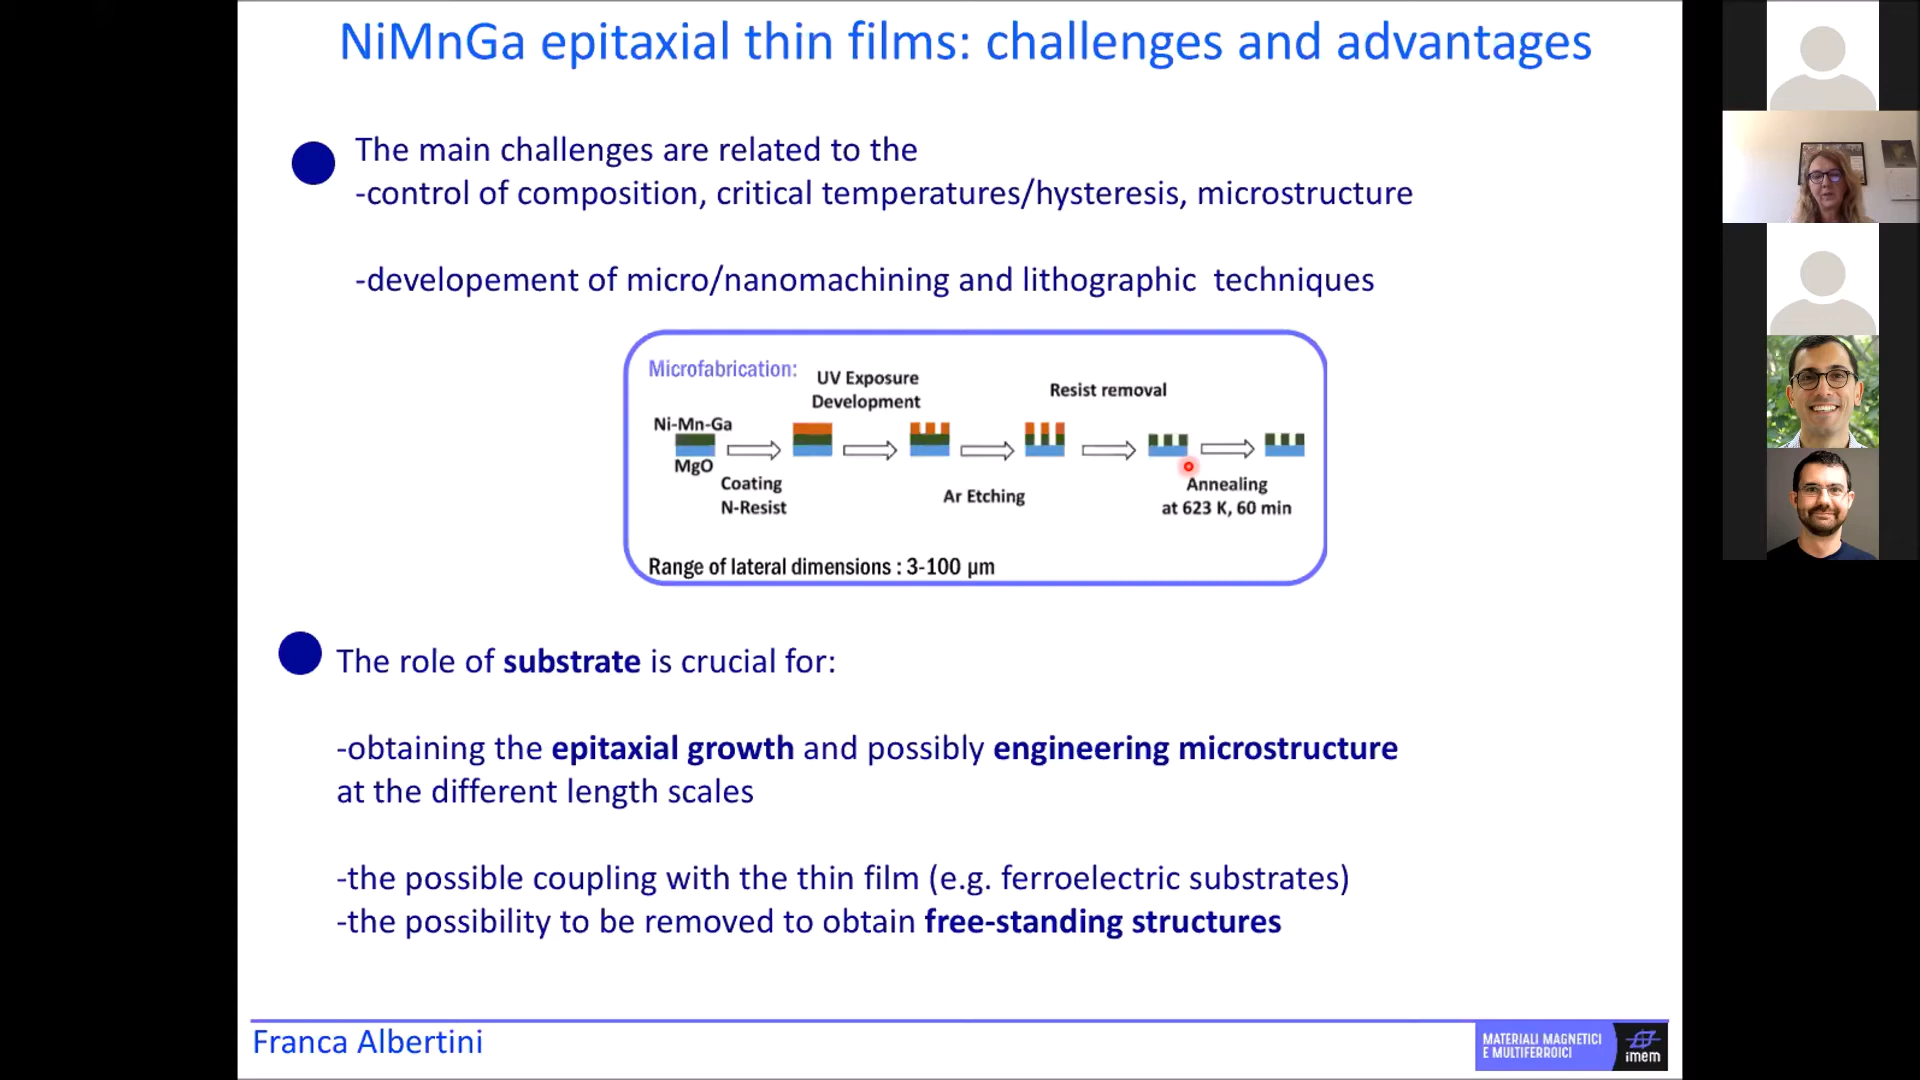 NiMnGa epitaxial thin films: challenges and advantages
The main challenges are related to the
-control of composition, critical temperatures/hysteresis, microstructure
-developement of micro/nanomachining and lithographic techniques
Microfabrication:
UV Exposure
Development
Resist removal
Ni-Mn-Ga
MgO
Coating
N-Resist
Ar Etching
Annealing
at 623 K, 60 min
Range of lateral dimensions : 3-100 µm
The role of substrate is crucial for:
-obtaining the epitaxial growth and possibly engineering microstructure
at the different length scales
-the possible coupling with the thin film (e.g. ferroelectric substrates)
-the possibility to be removed to obtain free-standing structures
Franca Albertini
MATERIALI MAGNETICI
E MULTIFERROICI
imem